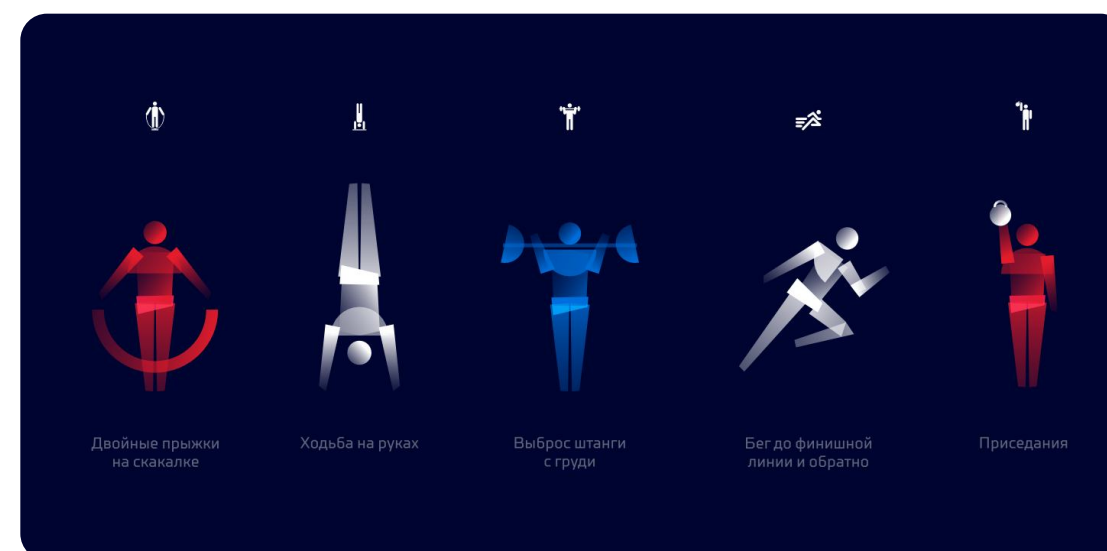 Двойные прыжки
на скакалке
Ходьба на руках
Выброс штанги
с груди
Бег до финишной
линии и обратно
Приседания